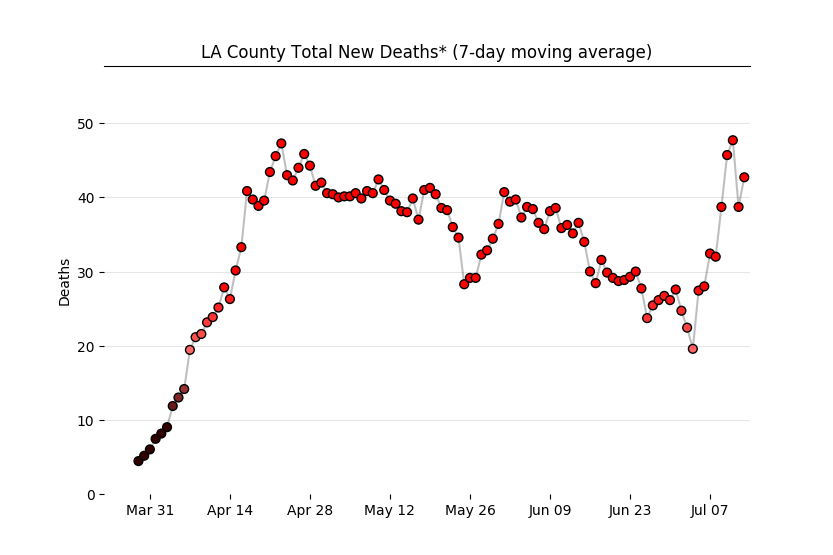 LA County Total New Deaths* (7-day moving average)
50
40
30
20
10
0
Deaths
Mar 31 Apr 14 Apr 28 May 12 May 26 Jun 09 Jun 23 Jul 07